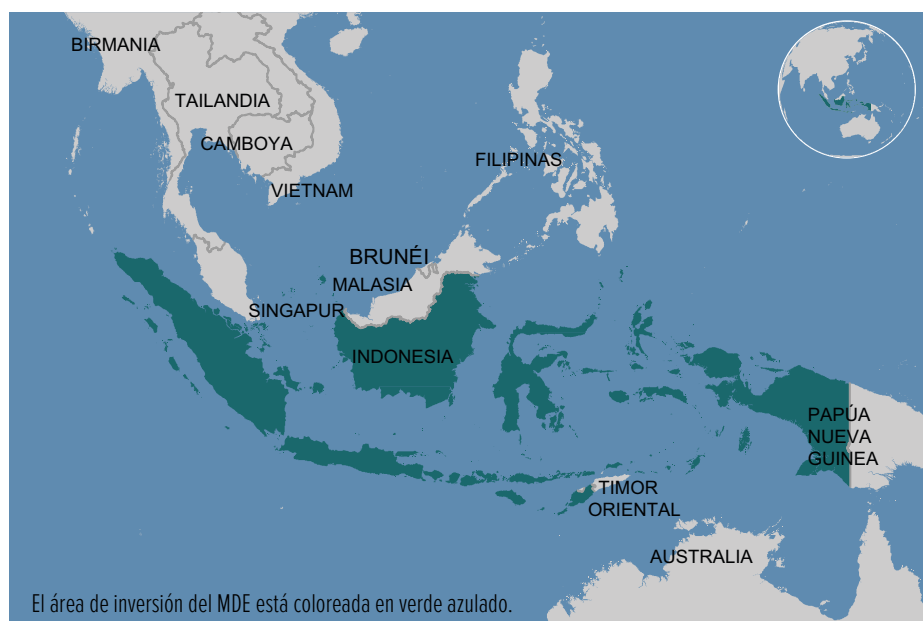 BIRMANIA
TAILANDIA
CAMBOYA
VIETNAM
FILIPINAS
BRUNÉI
MALASIA
SINGAPUR
INDONESIA
PAPÚA
NUEVA
GUINEA
TIMOR
ORIENTAL
AUSTRALIA
El área de inversión del MDE está coloreada en verde azulado.